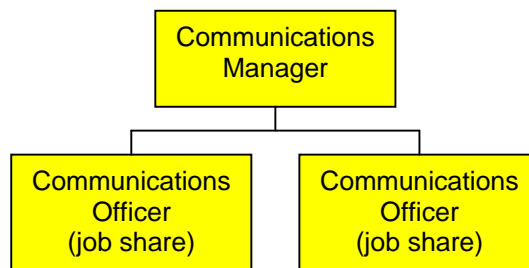 Communications
Manager
Communications
Officer
(job share)
Communications
Officer
(job share)